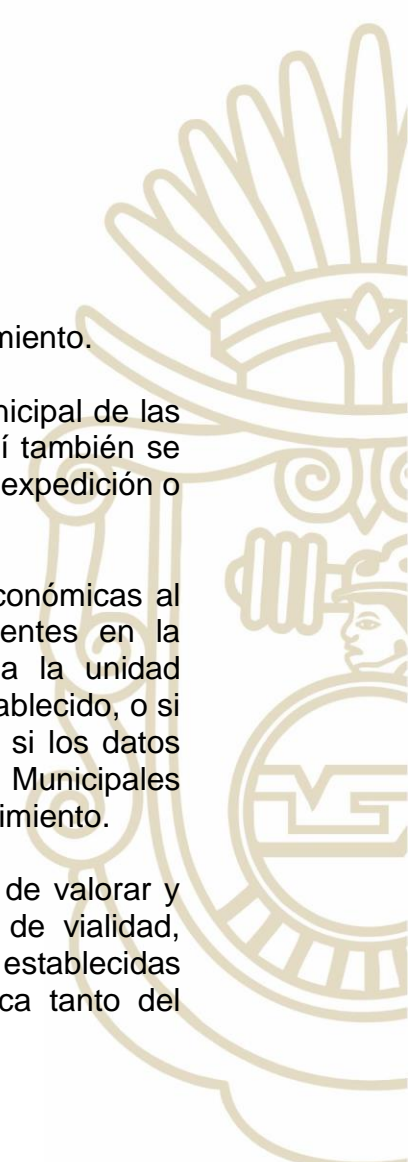 miento.
nicipal de las
í también se
expedición o
conómicas al
entes en la
a la unidad
ablecido, o si
si los datos
Municipales
imiento.
de valorar y
de vialidad,
establecidas
ca tanto del